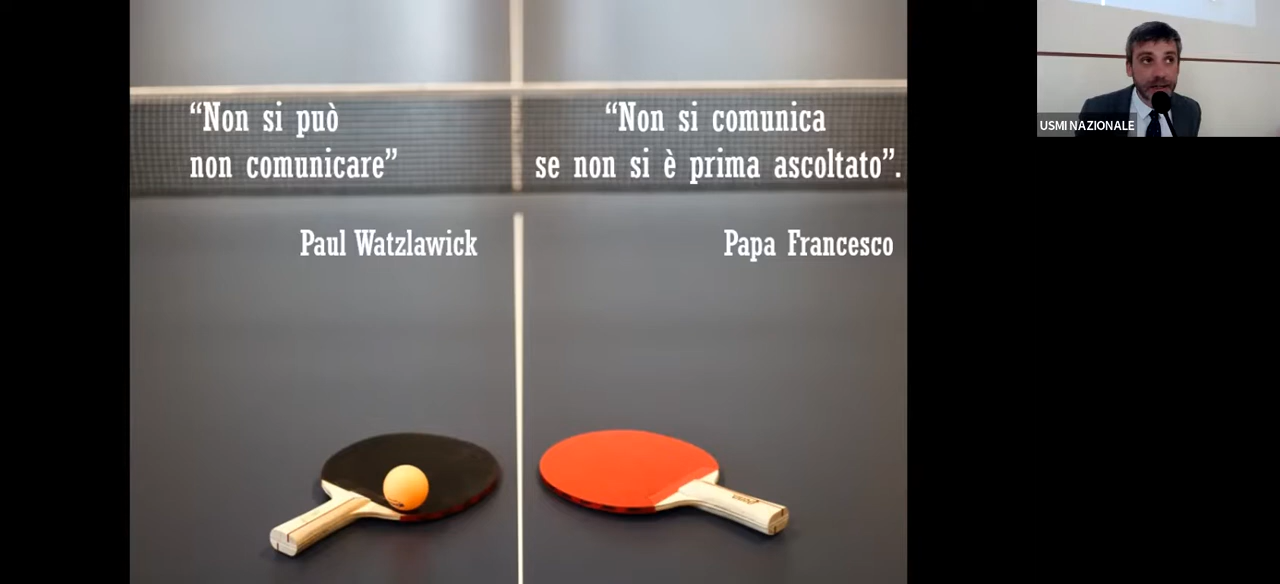 “Non si può
non comunicare”
Paul Watzlawick
“Non si comunica
se non si è prima ascoltato”.
Papa Francesco
USMI NAZIONALE